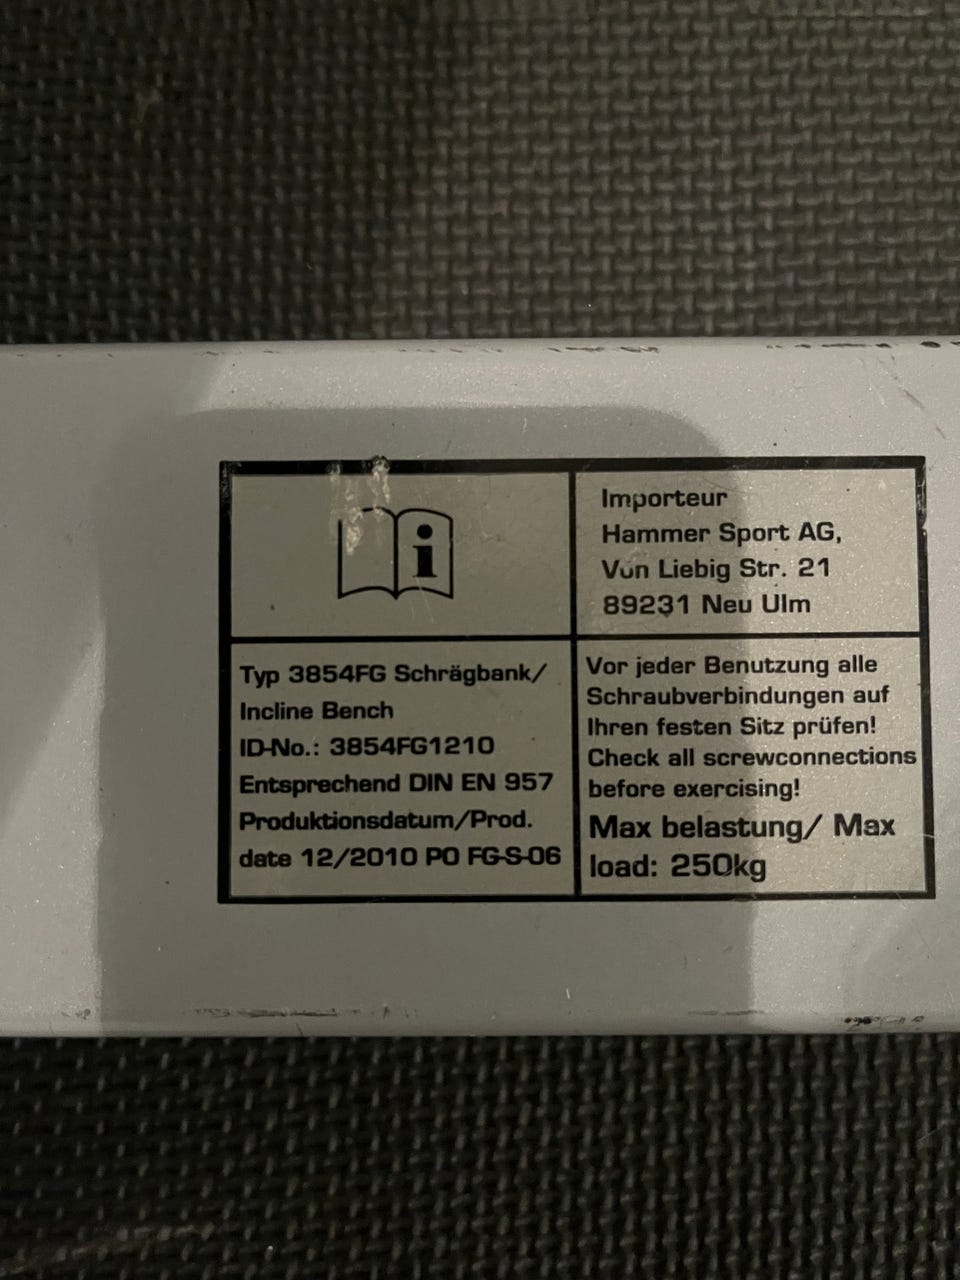 i
Importeur
Hammer Sport AG,
Von Liebig Str. 21
89231 Neu Ulm
Typ 3854FG Schrägbank/
Incline Bench
ID-No.: 3854FG1210
Entsprechend DIN EN 957
Produktionsdatum/Prod.
date 12/2010 PO FG-S-06
Vor jeder Benutzung alle
Schraubverbindungen auf
Ihren festen Sitz prüfen!
Check all screwconnections
before exercising!
Max belastung/ Max
load: 250kg